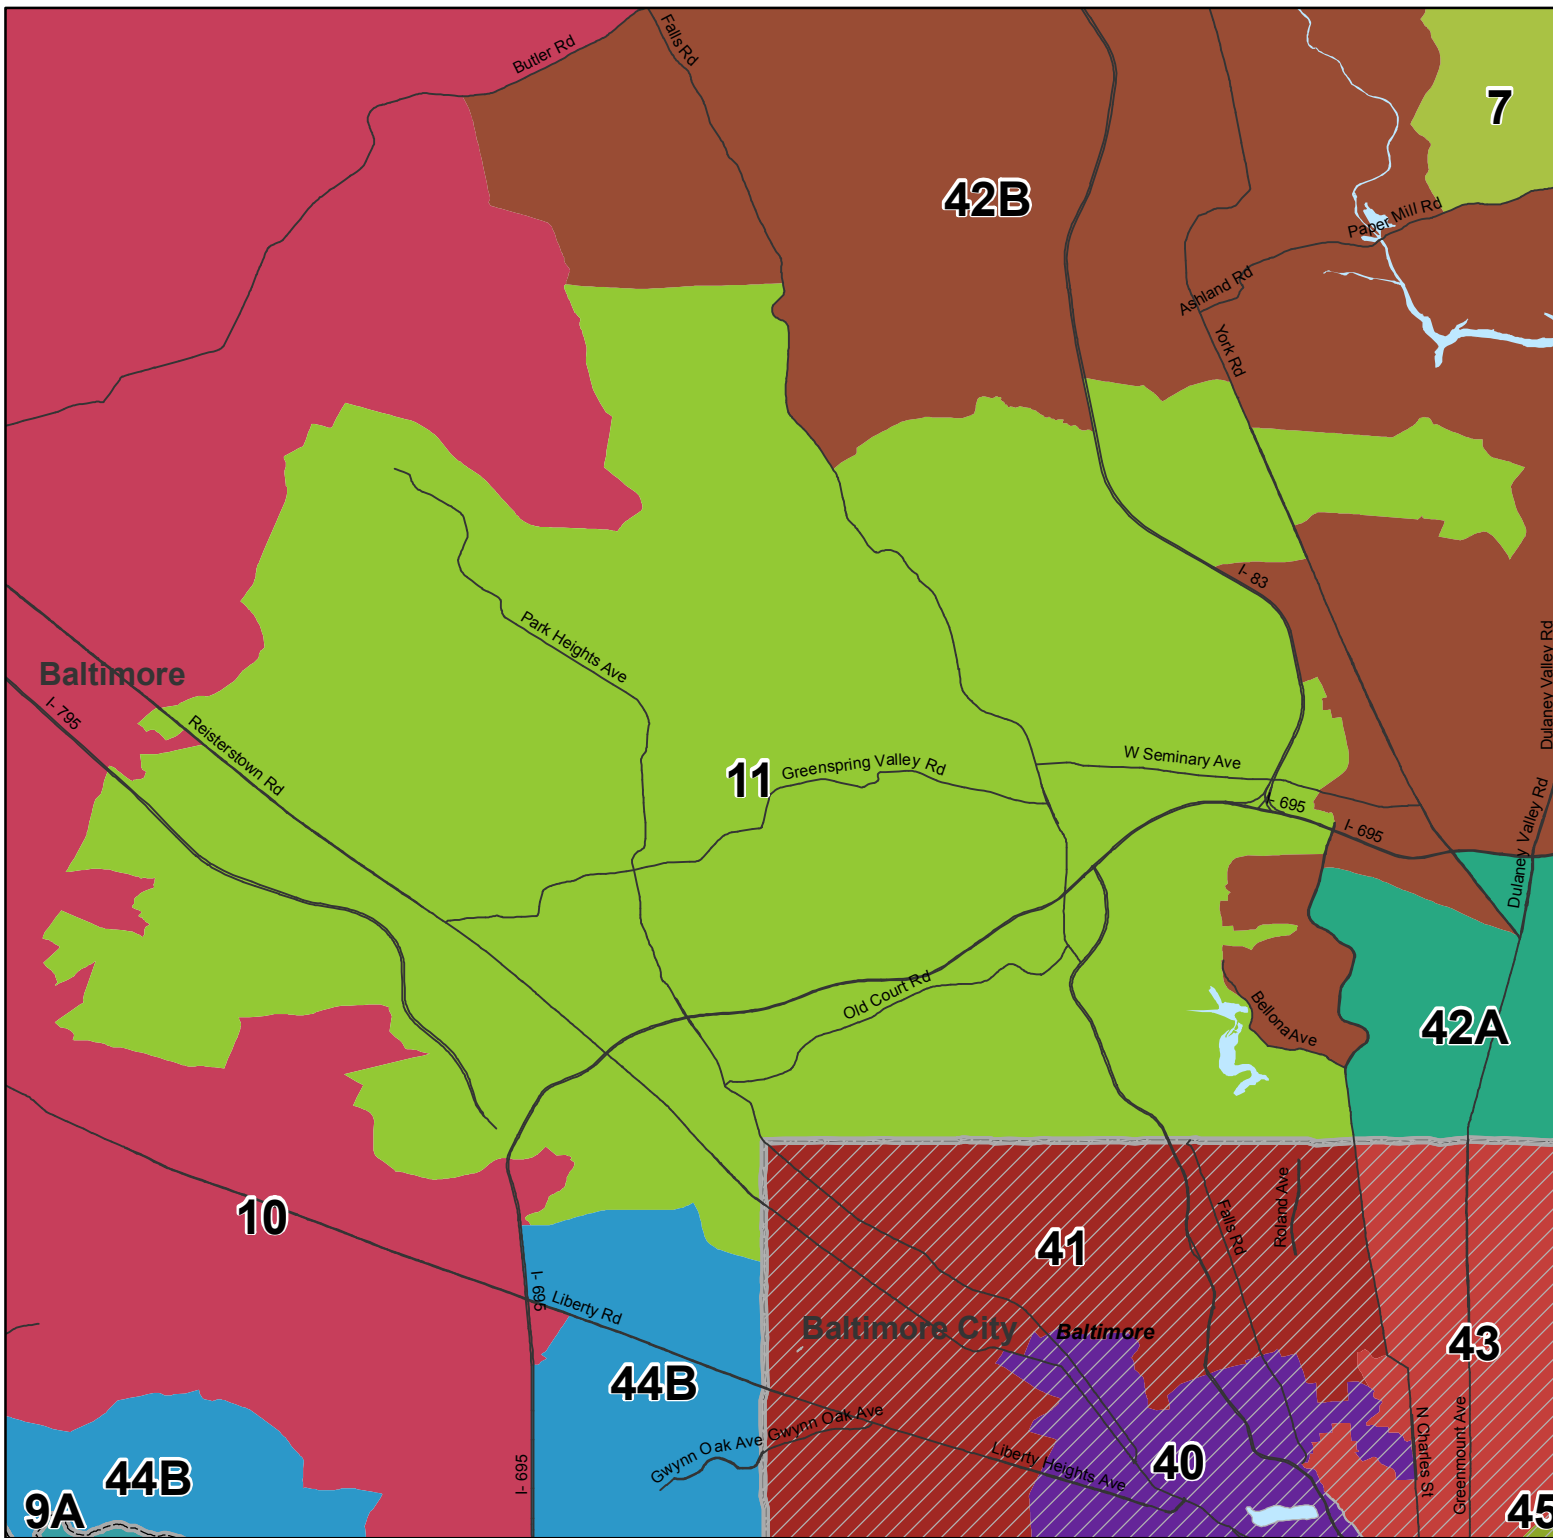 Butler Rd
Falls Rd
7
42B
Paper Mill Rd
Ashland Rd
York Rd
I- 83
Park Heights Ave
Baltimore
I- 795
Reisterstown Rd
Dulaney Valley Rd
W Seminary Ave
11
Greenspring Valley Rd
I- 695
I- 695
Dulaney Valley Rd
Old Court Rd
Bellona Ave
42A
10
Roland Ave
Falls Rd
41
I- 695
Liberty Rd
Baltimore City
Baltimore
43
44B
Gwynn Oak Ave
Gwynn Oak Ave
N Charles St
Greenmount Ave
Liberty Heights Ave
40
I- 695
44B
9A
45